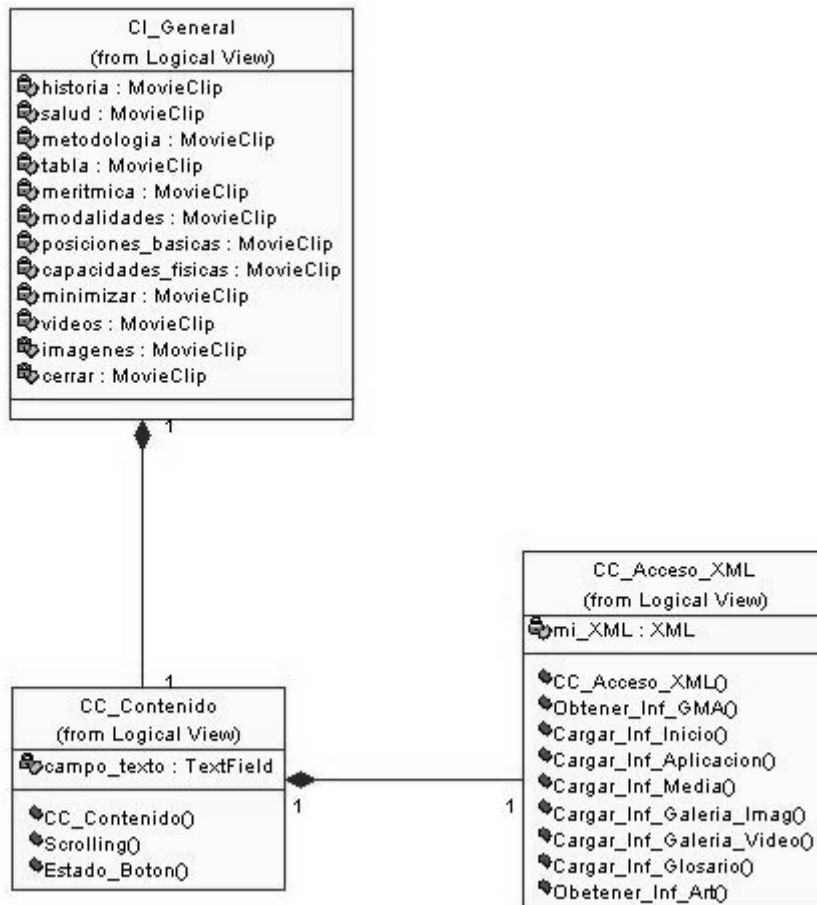 CI_General
(from Logical View)
historia : MovieClip
salud : MovieClip
metodologia : MovieClip
tabla : MovieClip
meritmica : MovieClip
modalidades : MovieClip
posiciones_basicas : MovieClip
capacidades_fisicas : MovieClip
minimizar : MovieClip
videos : MovieClip
imagenes : MovieClip
cerrar : MovieClip
1
1
CC_Contenido
(from Logical View)
campo_texto : TextField
CC_Contenido()
Scrolling()
Estado_Boton()
1
1
CC_Acceso_XML
(from Logical View)
mi_XML : XML
CC_Acceso_XML()
Obtener_Inf_GMA()
Cargar_Inf_Inicio()
Cargar_Inf_Aplicacion()
Cargar_Inf_Media()
Cargar_Inf_Galeria_Imag()
Cargar_Inf_Galeria_Video()
Cargar_Inf_Glosario()
Obetener_Inf_Art()